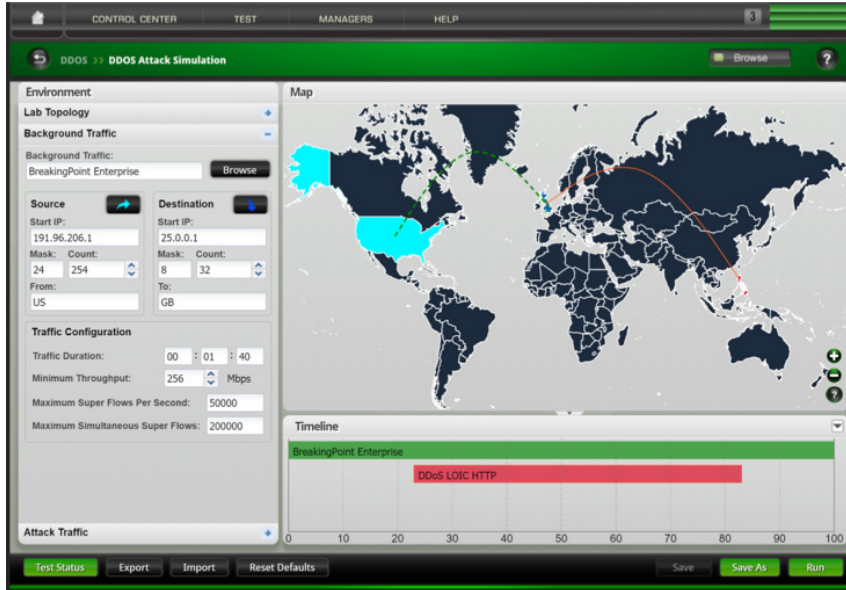 CONTROL CENTER TEST MANAGERS HELP 3
DDOS >> DDOS Attack Simulation Browse ?
Environment
Lab Topology
Background Traffic
Background Traffic:
BreakingPoint Enterprise Browse
Source
Start IP:
191.96.206.1
Mask: Count:
24 254
From:
US
Destination
Start IP:
25.0.0.1
Mask: Count:
8 32
To:
GB
Traffic Configuration
Traffic Duration: 00 : 01 : 40
Minimum Throughput: 256 Mbps
Maximum Super Flows Per Second: 50000
Maximum Simultaneous Super Flows: 200000
Attack Traffic
Map
?
Timeline
BreakingPoint Enterprise
DDoS LOIC HTTP
0 10 20 30 40 50 60 70 80 90 100
Test Status Export Import Reset Defaults Save Save As Run